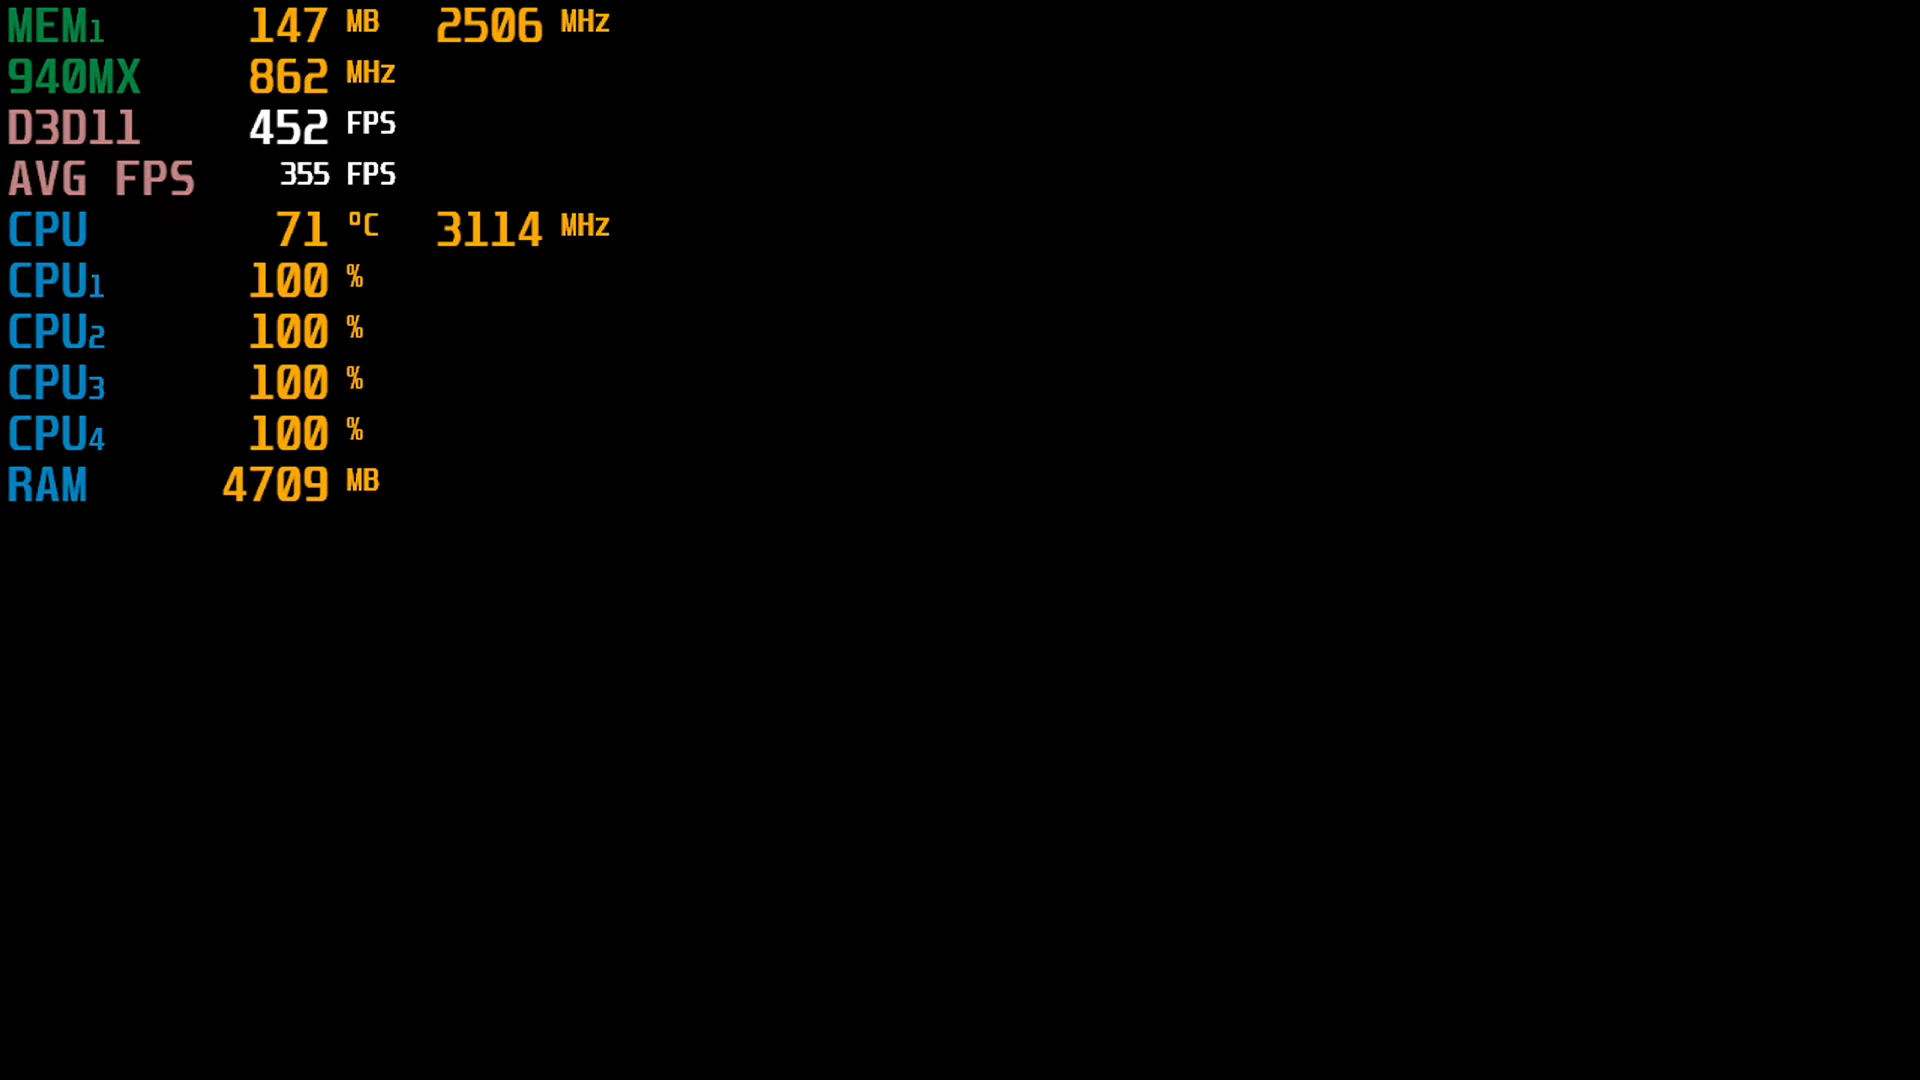 MEM1 147 MB 2506 MHz
940MX 862 MHz
D3D11 452 FPS
AVG FPS 355 FPS
CPU 71 °C 3114 MHz
CPU1 100 %
CPU2 100 %
CPU3 100 %
CPU4 100 %
RAM 4709 MB